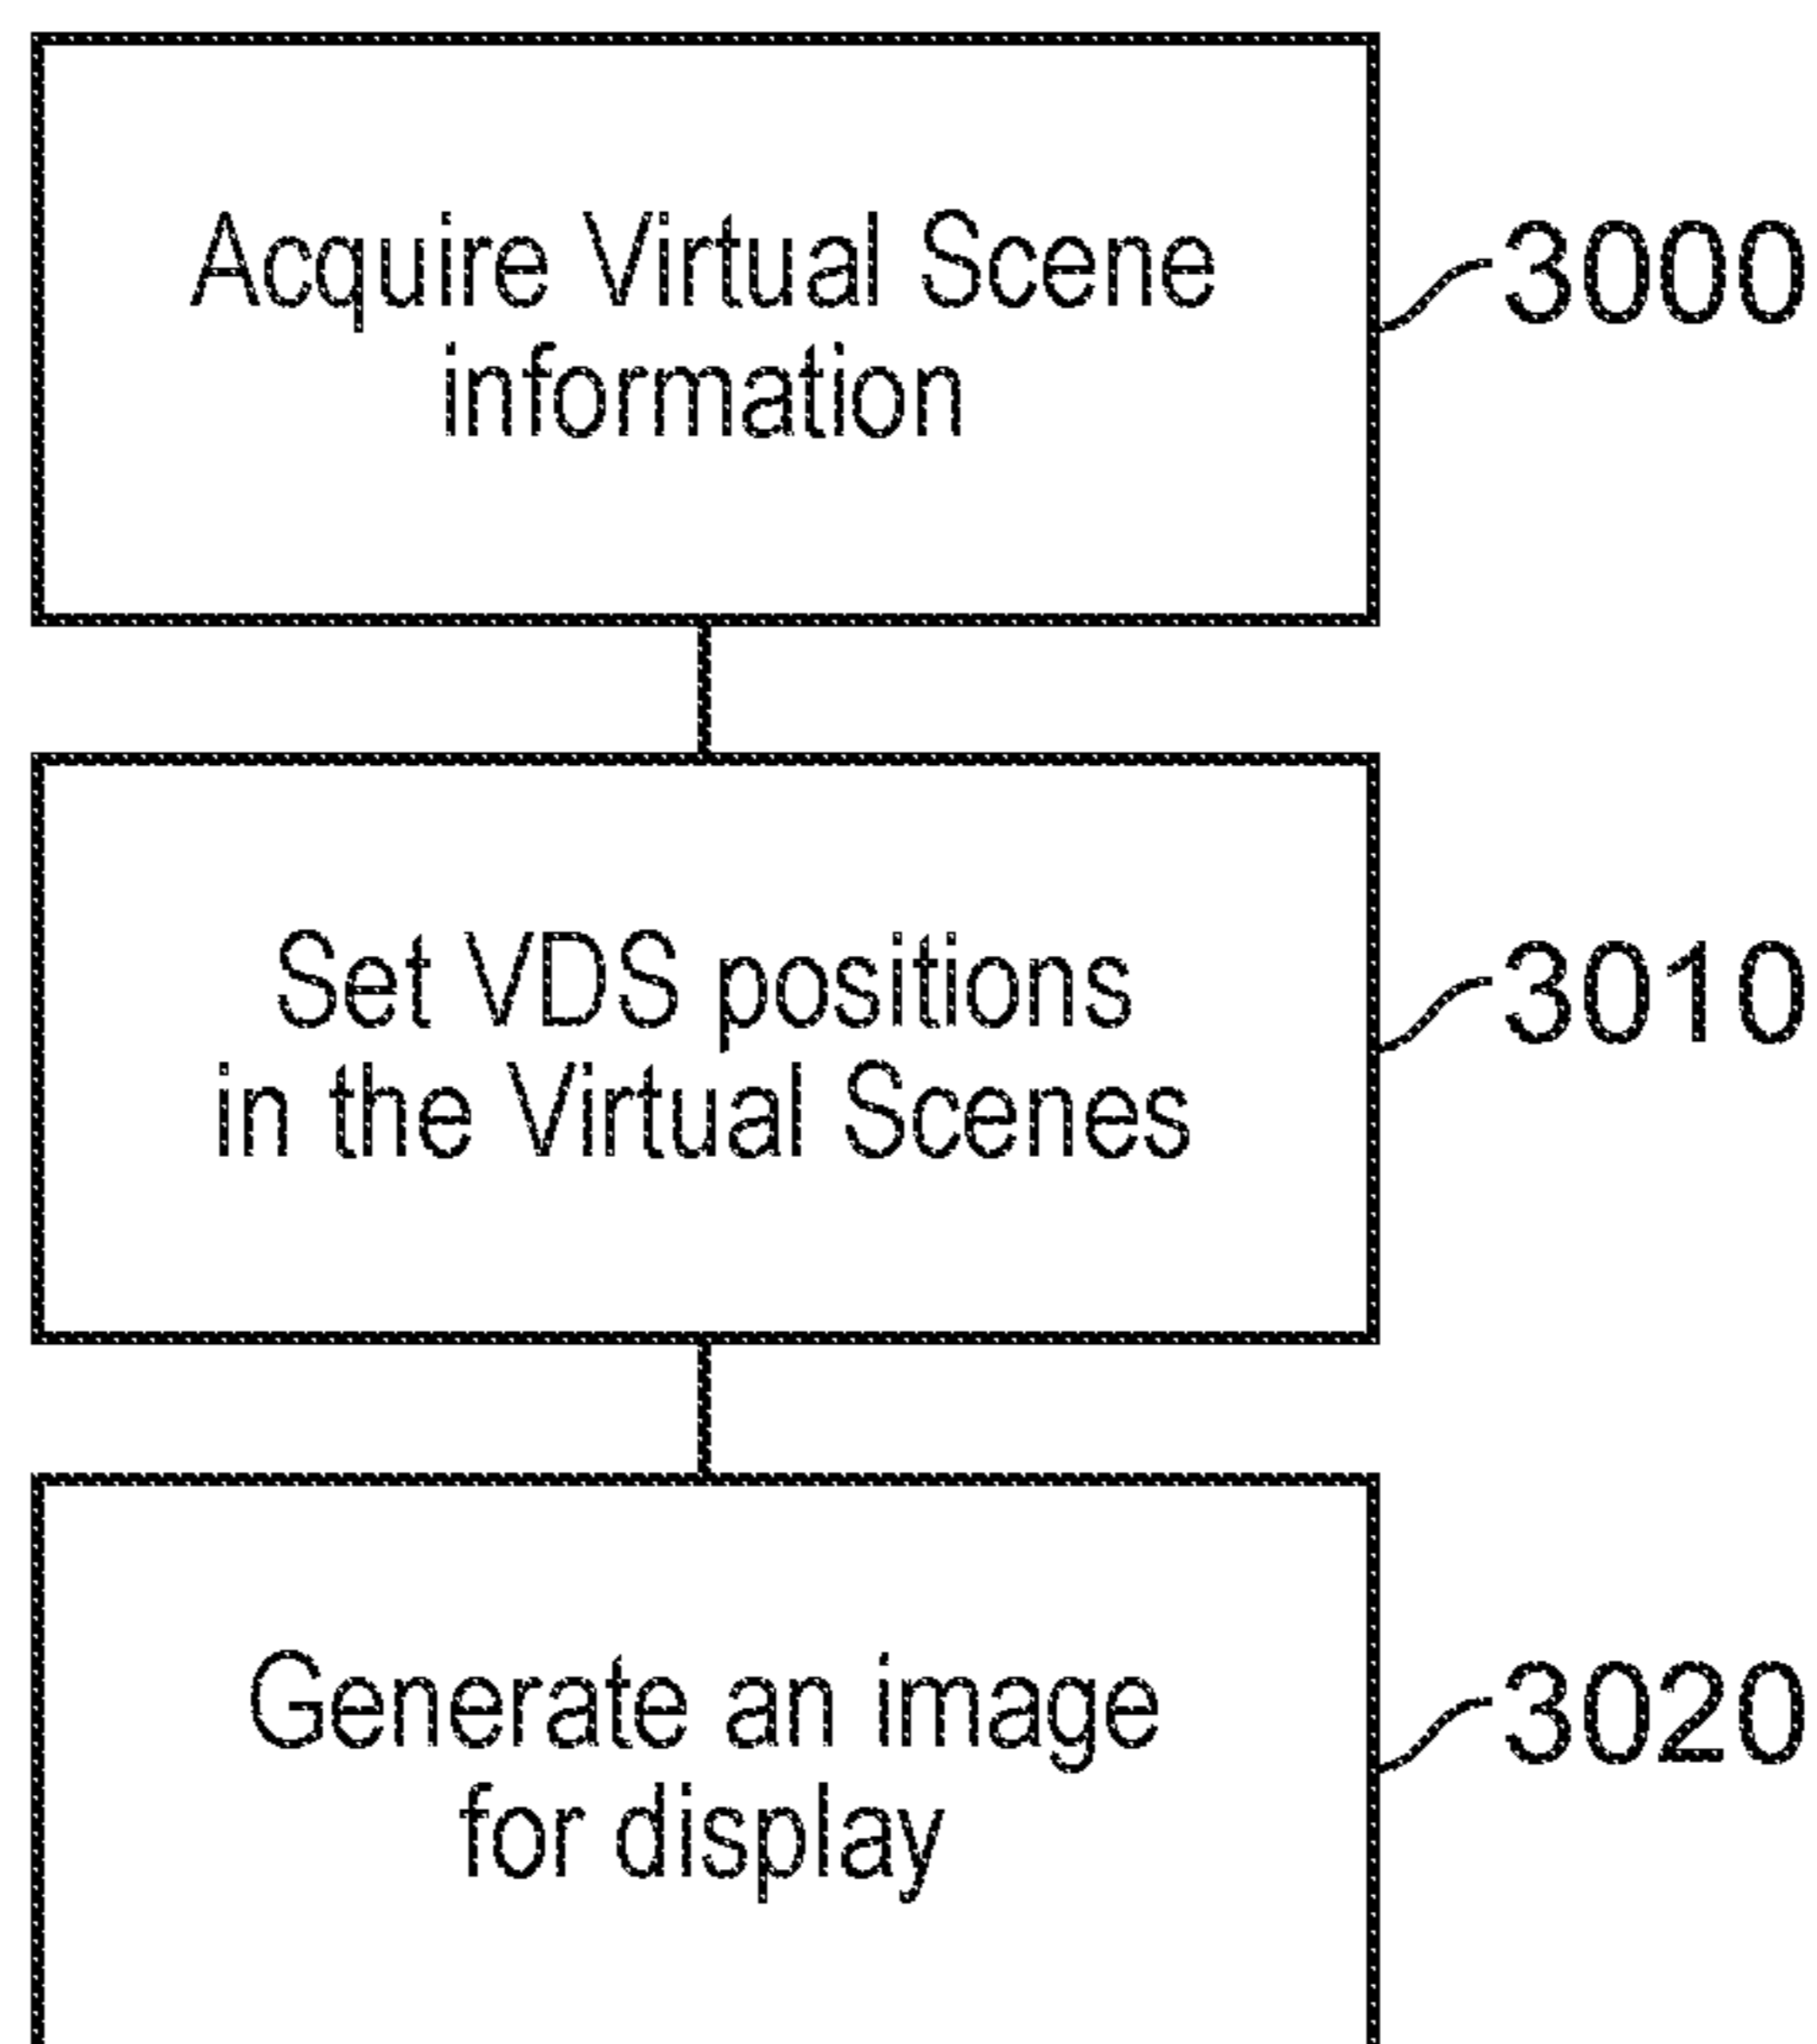 Acquire Virtual Scene
information
3000
Set VDS positions
in the Virtual Scenes
3010
Generate an image
for display
3020